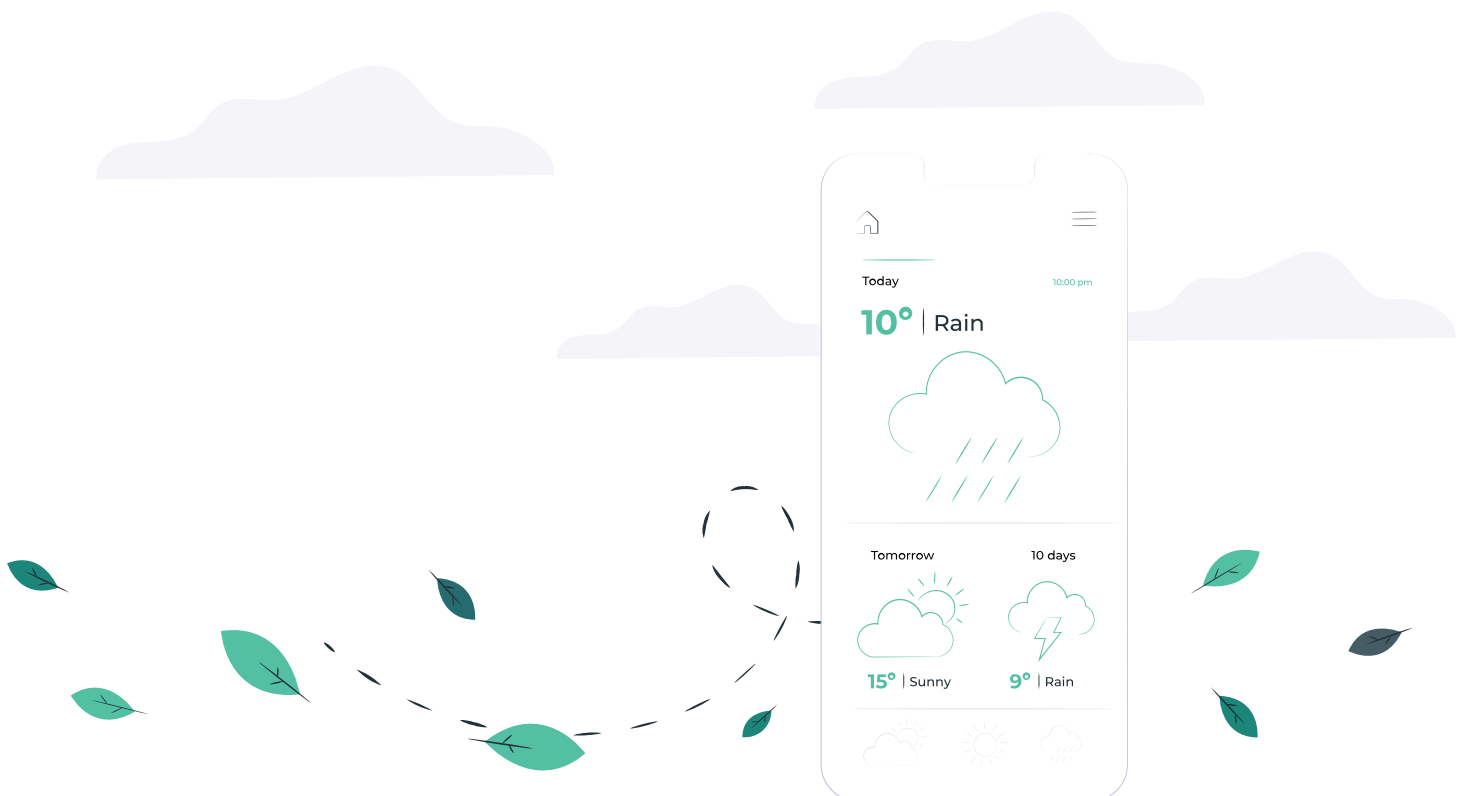 Today
10:00 pm
10° | Rain
Tomorrow
10 days
15° | Sunny
9° | Rain